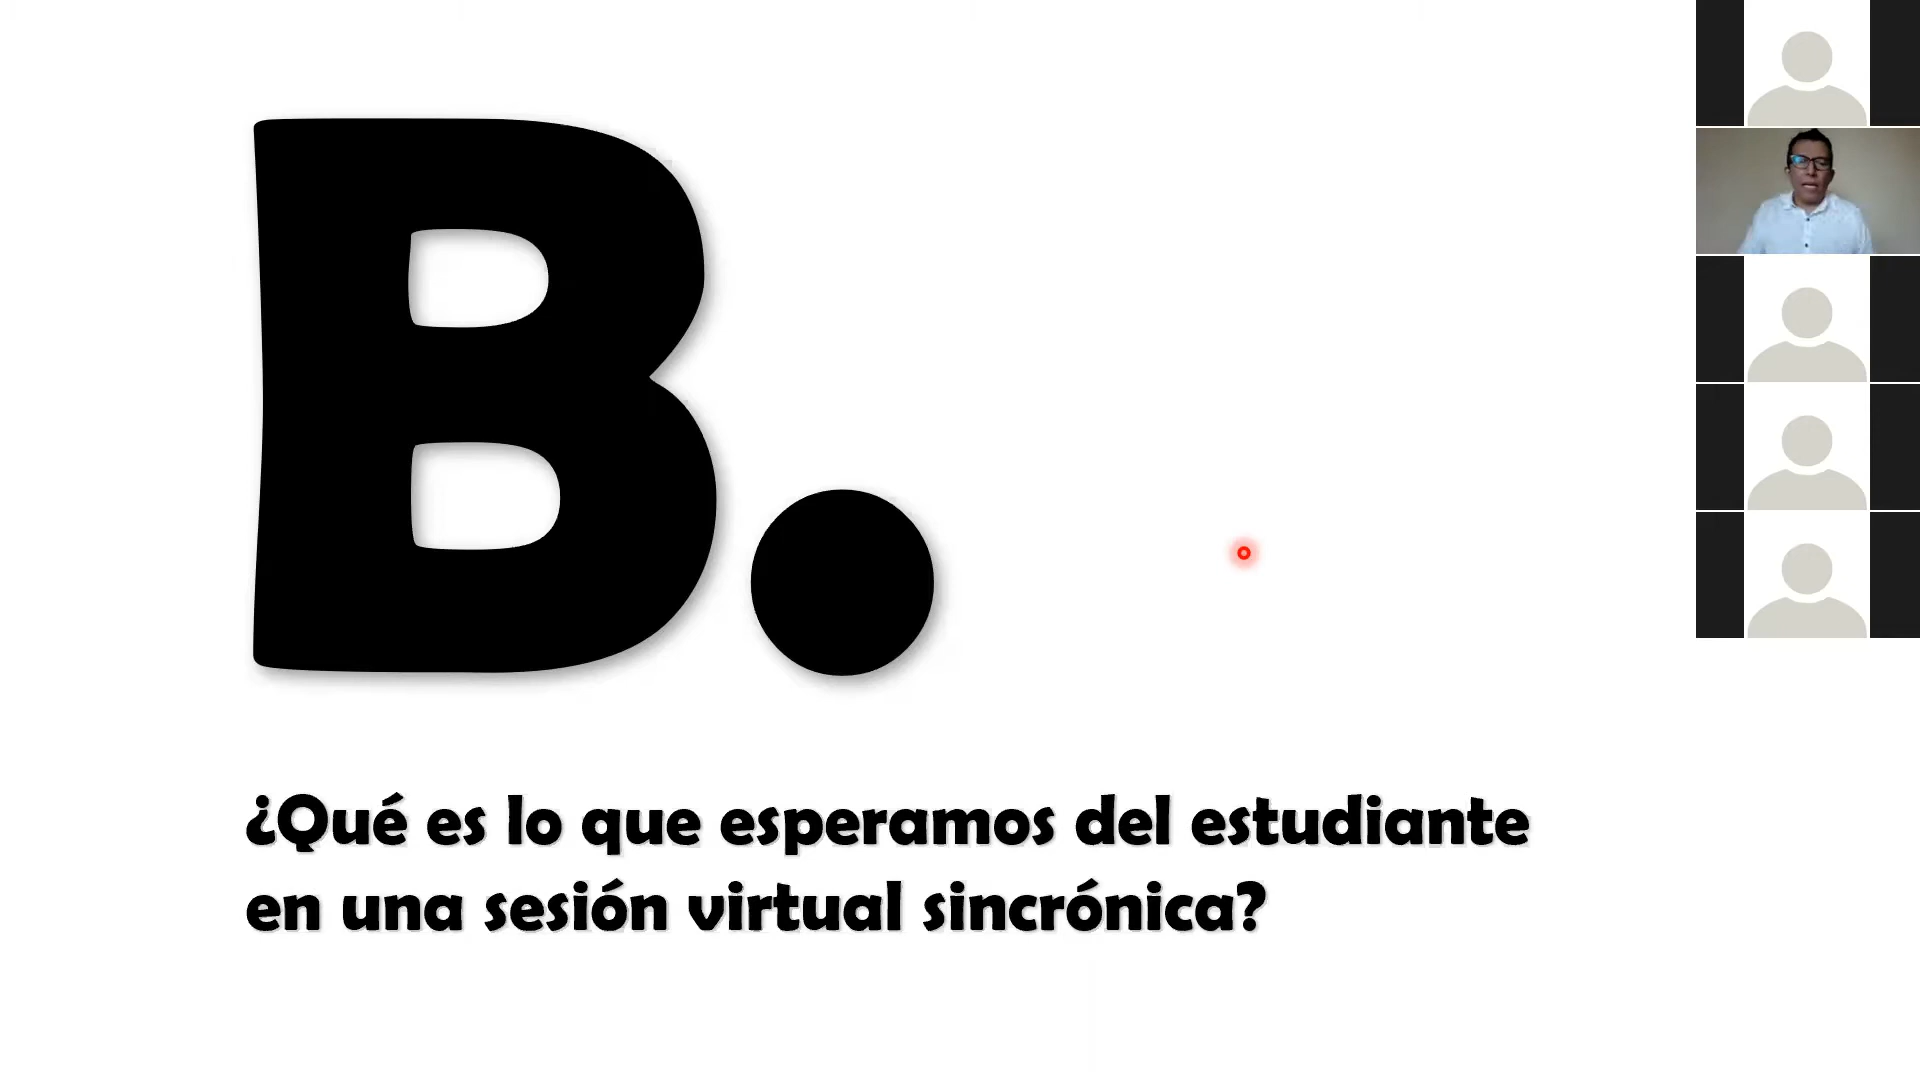 B.
¿Qué es lo que esperamos del estudiante
en una sesión virtual sincrónica?